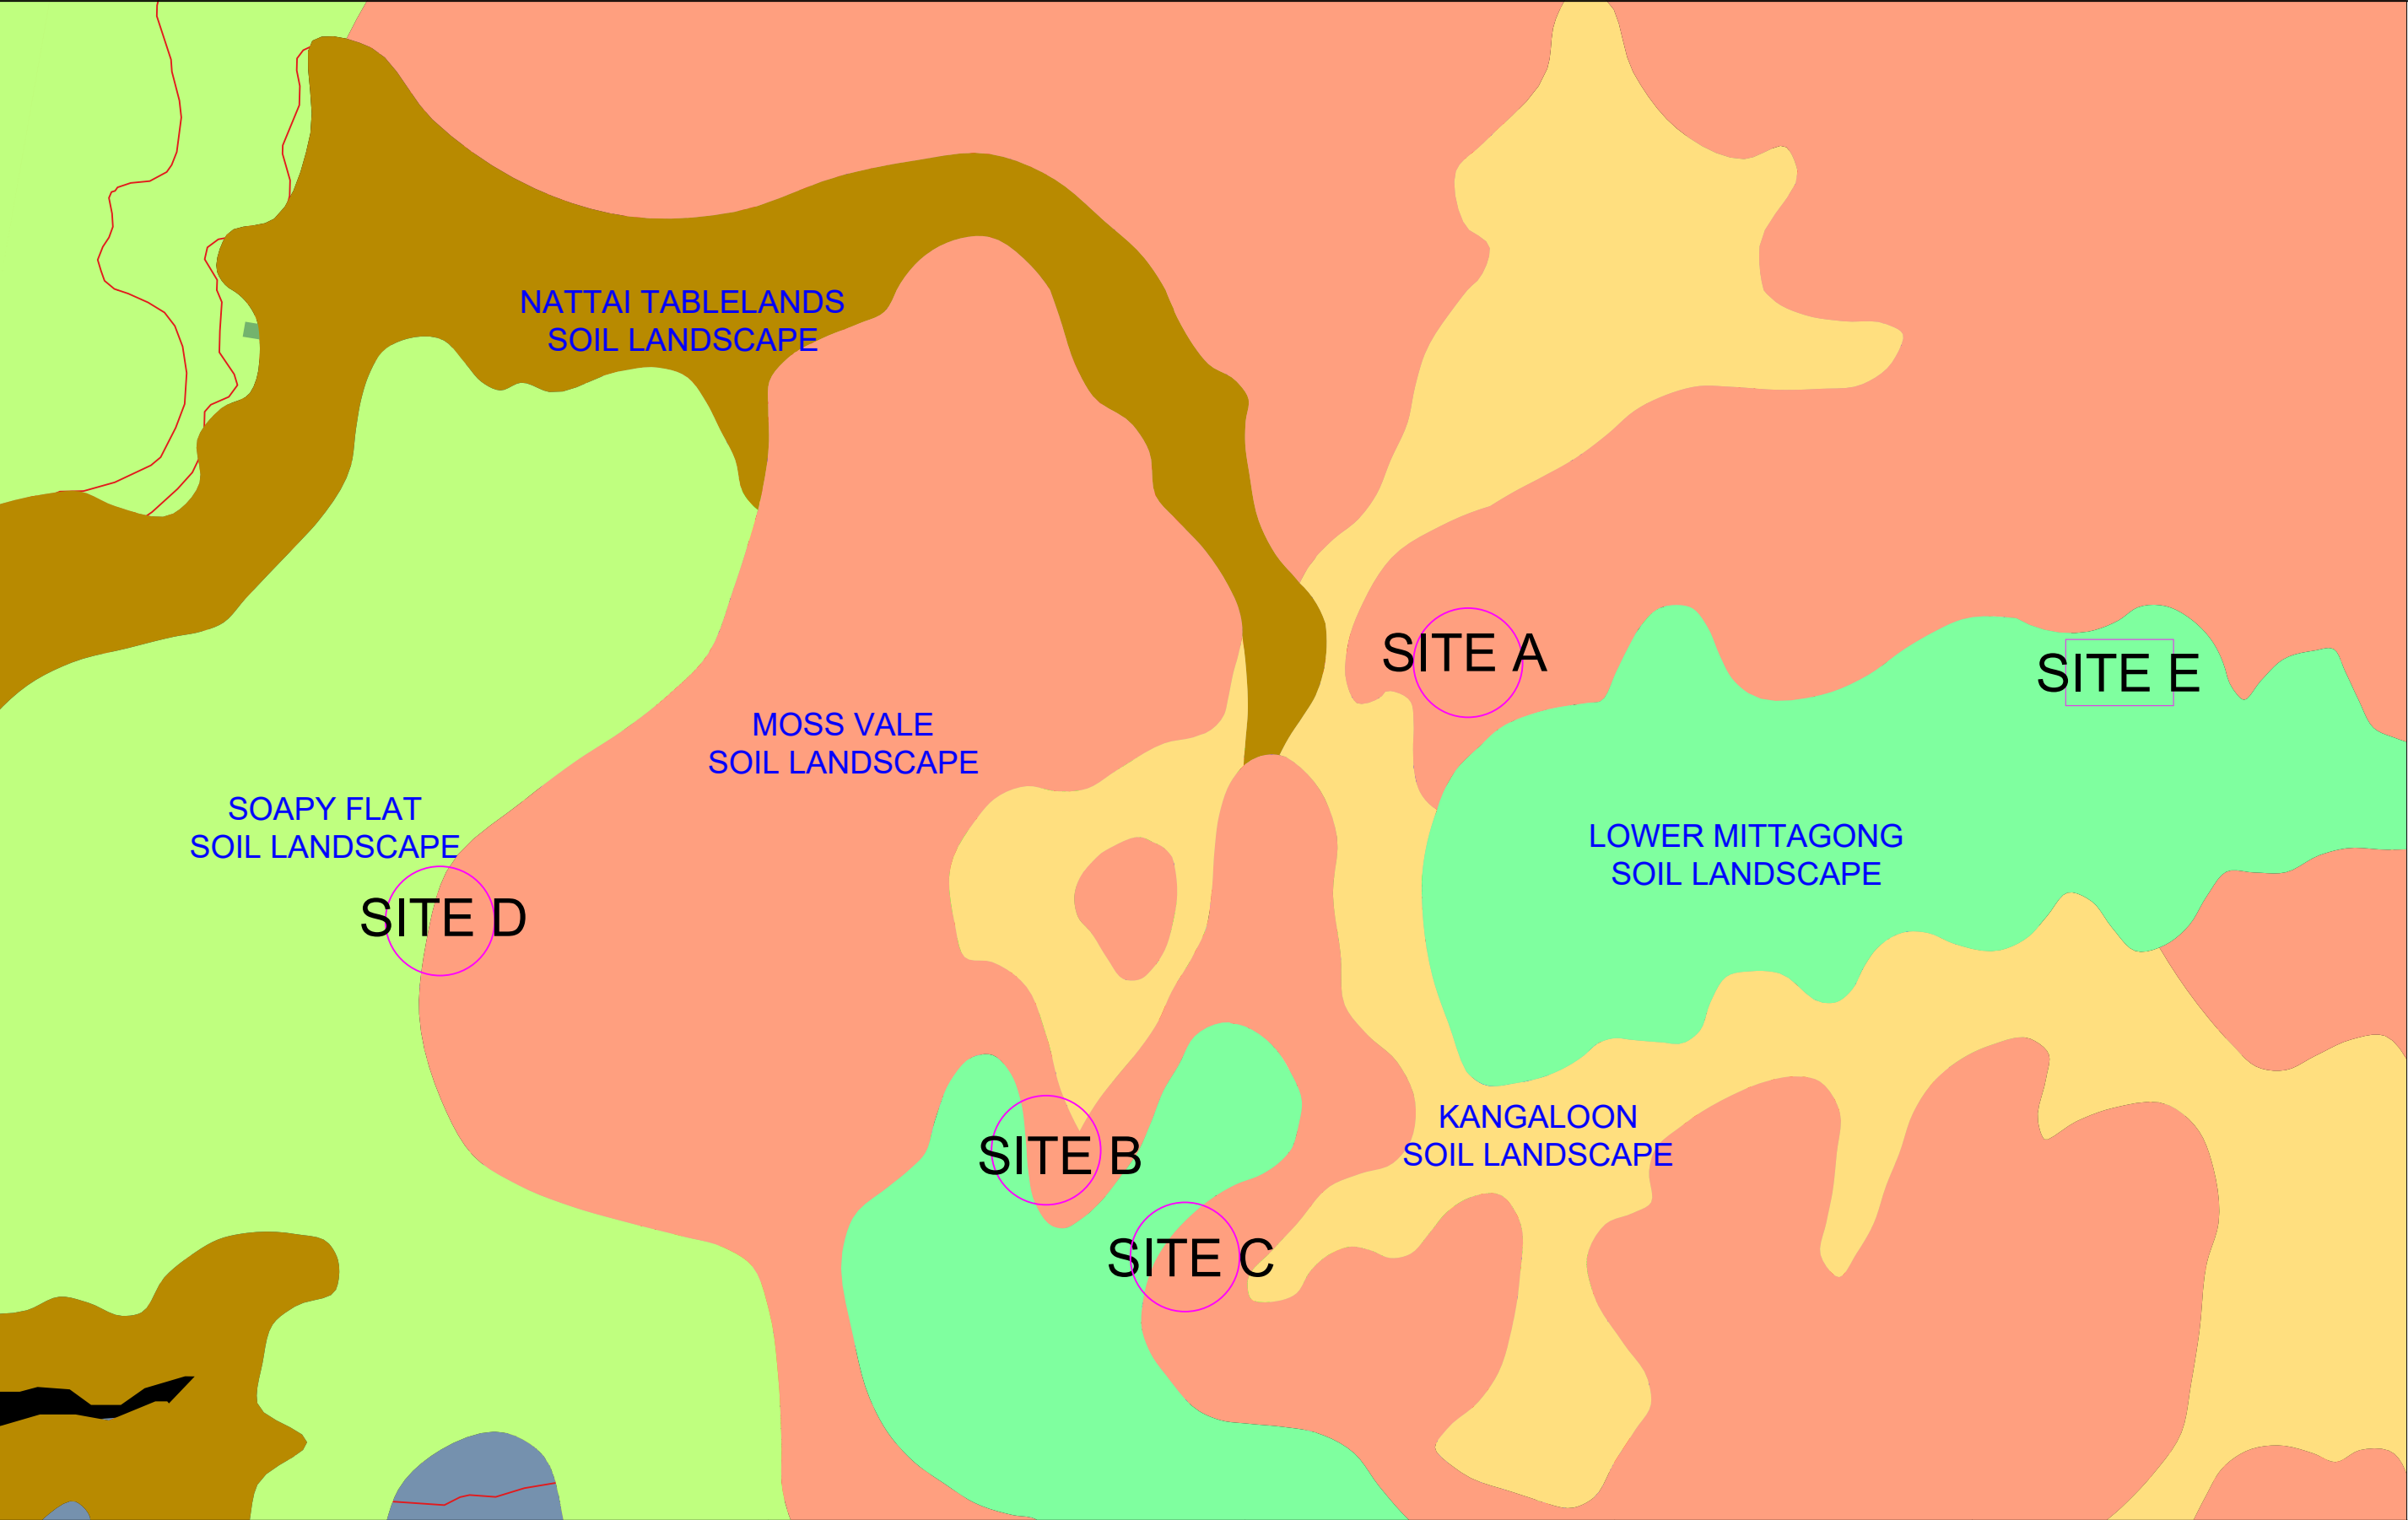 NATTAI TABLELANDS
SOIL LANDSCAPE
SITE A
SITE E
MOSS VALE
SOIL LANDSCAPE
SOAPY FLAT
SOIL LANDSCAPE
LOWER MITTAGONG
SOIL LANDSCAPE
SITE D
KANGALOON
SOIL LANDSCAPE
SITE B
SITE C